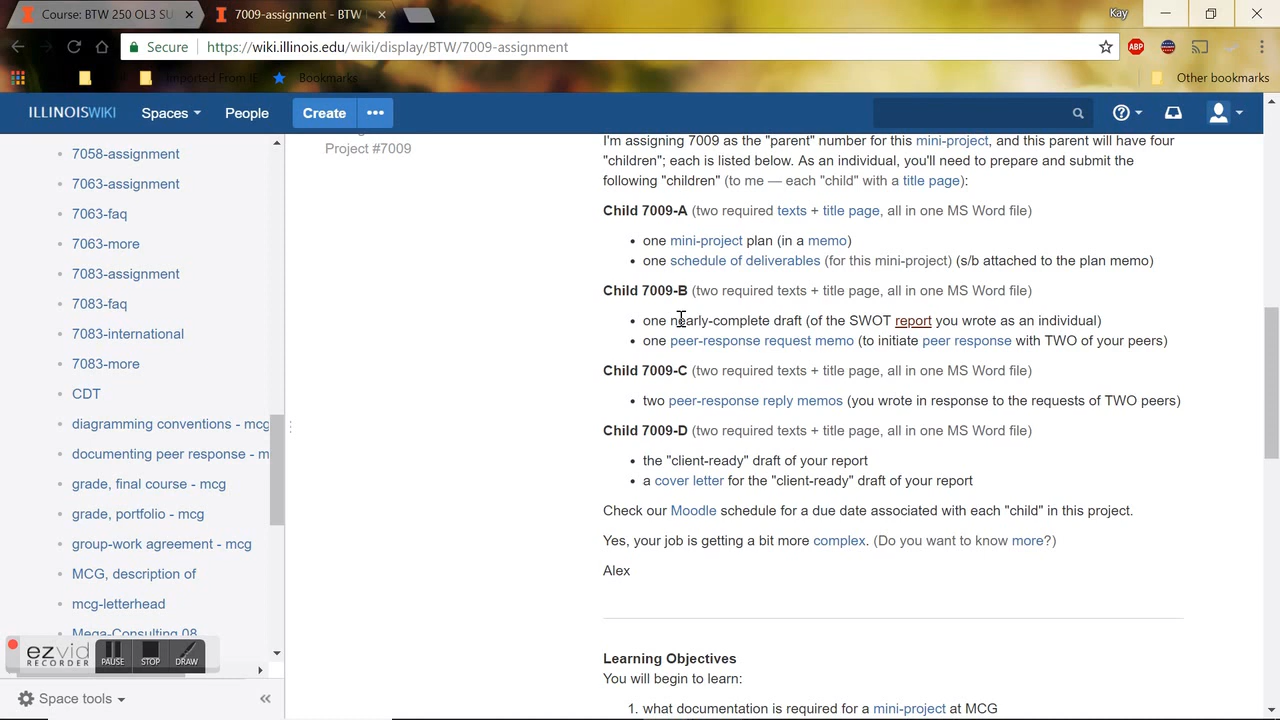 Course: BTW 250 OL3 SU
7009-assignment - BTW
Kay
Secure
https://wiki.illinois.edu/wiki/display/BTW/7009-assignment
ABP
Imported From IE
Bookmarks
Other bookmarks
ILLINOISWIKI
Spaces
People
Create
Project #7009
7058-assignment
7063-assignment
7063-faq
7063-more
7083-assignment
7083-faq
7083-international
7083-more
CDT
diagramming conventions - mcg
documenting peer response - m
grade, final course - mcg
grade, portfolio - mcg
group-work agreement - mcg
MCG, description of
mcg-letterhead
Mega-Consulting 08
ezvid
RECORDER
PAUSE
STOP
DRAW
Space tools
I'm assigning 7009 as the "parent" number for this mini-project, and this parent will have four
"children"; each is listed below. As an individual, you'll need to prepare and submit the
following "children" (to me — each "child" with a title page):
Child 7009-A (two required texts + title page, all in one MS Word file)
• one mini-project plan (in a memo)
• one schedule of deliverables (for this mini-project) (s/b attached to the plan memo)
Child 7009-B (two required texts + title page, all in one MS Word file)
• one nearly-complete draft (of the SWOT report you wrote as an individual)
• one peer-response request memo (to initiate peer response with TWO of your peers)
Child 7009-C (two required texts + title page, all in one MS Word file)
• two peer-response reply memos (you wrote in response to the requests of TWO peers)
Child 7009-D (two required texts + title page, all in one MS Word file)
• the "client-ready" draft of your report
• a cover letter for the "client-ready" draft of your report
Check our Moodle schedule for a due date associated with each "child" in this project.
Yes, your job is getting a bit more complex. (Do you want to know more?)
Alex
Learning Objectives
You will begin to learn:
1. what documentation is required for a mini-project at MCG